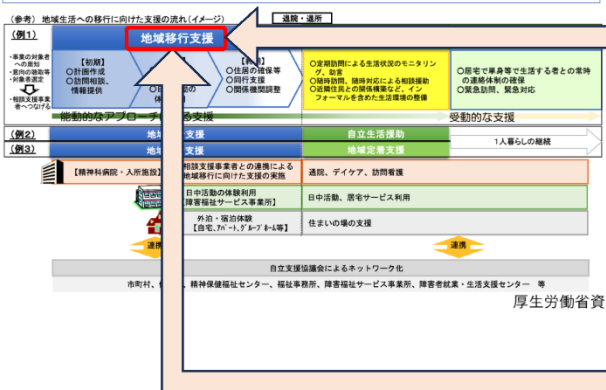 (参考) 地域生活への移行に向けた支援の流れ(イメージ)
退院・退所
(例1)
地域移行支援
・事業の対象者
への周知
・意向の聴取等
・対象者選定
・相談支援事業
者へつなげる
【初期】
○計画作成
○訪問相談、
情報提供
○住居の確保等
○同行支援
○関係機関調整
○定期訪問による生活状況のモニタリン
グ、助言
○随時訪問、随時対応による相談援助
○近隣住民との関係構築など、イン
フォーマルを含めた生活環境の整備
○居宅で単身等で生活する者との常時
の連絡体制の確保
○緊急訪問、緊急対応
能動的なアプローチ
支援
受動的な支援
(例2)
地
支援
自立生活援助
(例3)
地
支援
地域定着支援
1人暮らしの継続
【精神科病院・入所施設】
相談支援事業者との連携による
地域移行に向けた支援の実施
通院、デイケア、訪問看護
日中活動の体験利用
障害福祉サービス事業所】
日中活動、居宅サービス利用
外泊・宿泊体験
【自宅、アパート、グループホーム等】
住まいの場の支援
連携
連携
自立支援協議会によるネットワーク化
市町村、
精神保健福祉センター、福祉事務所、障害福祉サービス事業所、障害者就業・生活支援センター 等
厚生労働省資